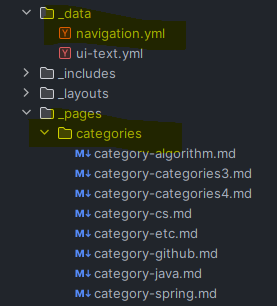 _data
navigation.yml
ui-text.yml
_includes
_layouts
_pages
categories
category-algorithm.md
category-categories3.md
category-categories4.md
category-cs.md
category-etc.md
category-github.md
category-java.md
category-spring.md